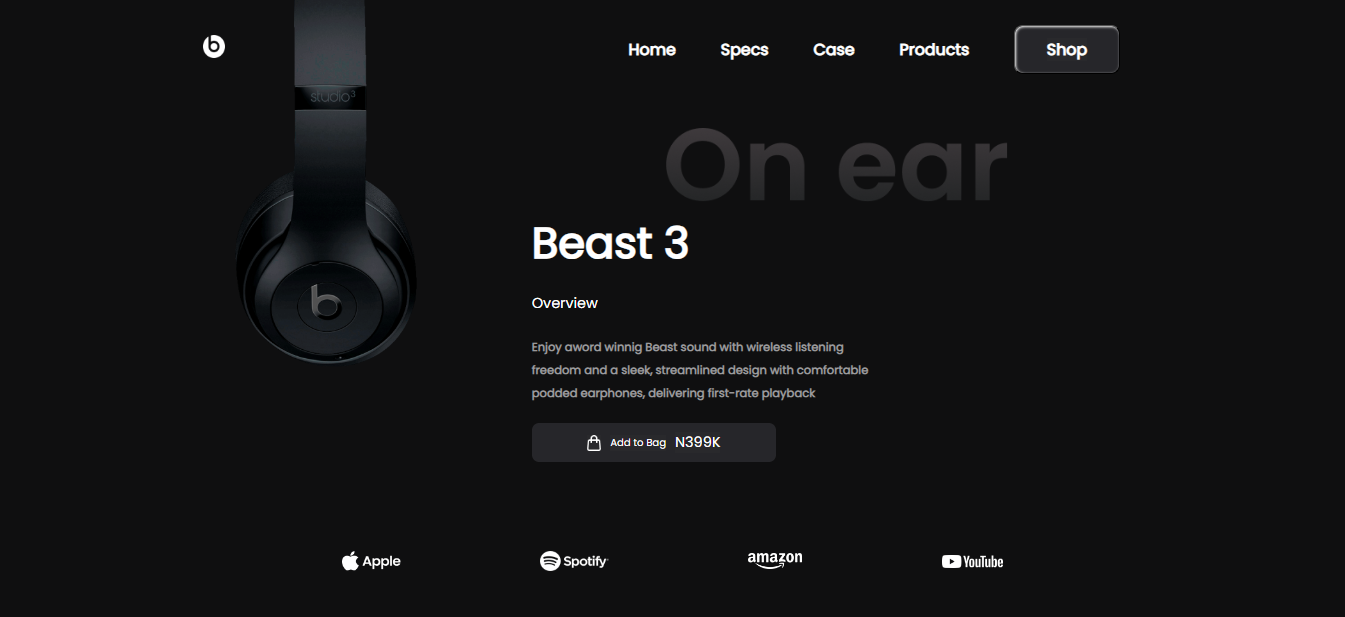 Home Specs Case Products Shop
studio³
On ear
Beast 3
Overview
Enjoy aword winnig Beast sound with wireless listening
freedom and a sleek, streamlined design with comfortable
podded earphones, delivering first-rate playback
Add to Bag N399K
Apple Spotify amazon YouTube